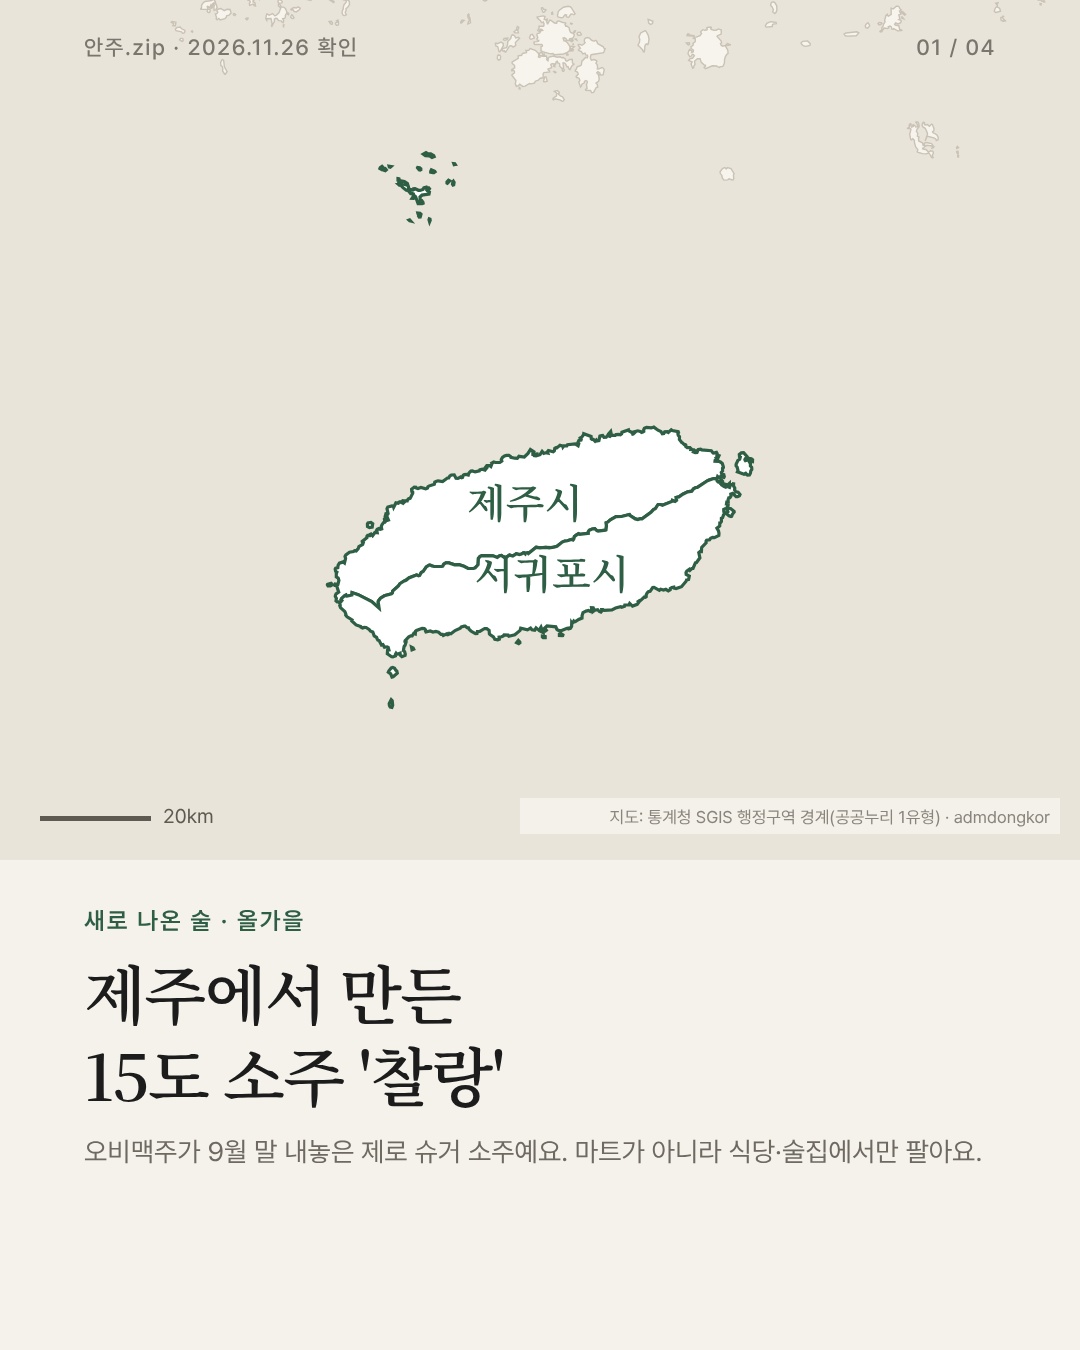 안주.zip · 2026.11.26 확인
01 / 04
제주시
서귀포시
20km
지도: 통계청 SGIS 행정구역 경계(공공누리 1유형) · admdongkor
새로 나온 술 · 올가을
제주에서 만든
15도 소주 '찰랑'
오비맥주가 9월 말 내놓은 제로 슈거 소주예요. 마트가 아니라 식당·술집에서만 팔아요.